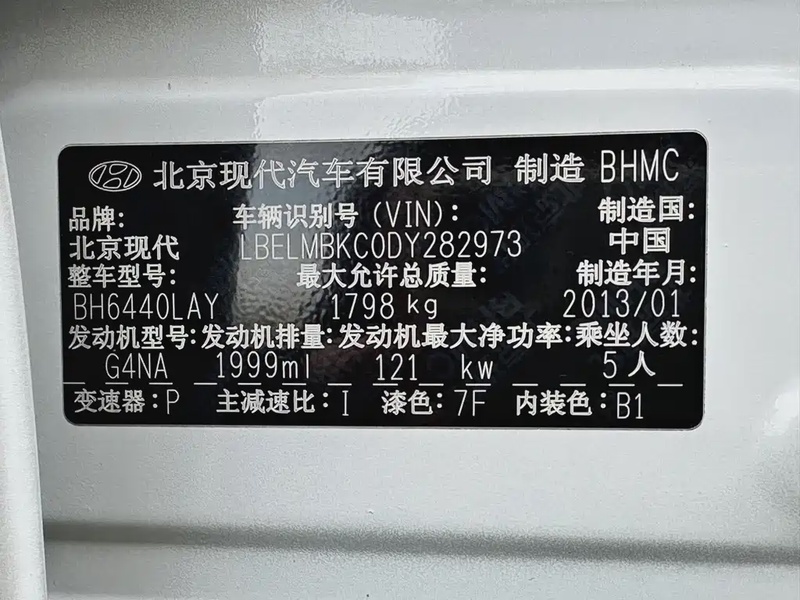 北京现代汽车有限公司 制造 BHMC
品牌: 车辆识别号(VIN): 制造国:
北京现代 LBELMBKC0DY282973 中国
整车型号: 最大允许总质量: 制造年月:
BH6440LAY 1798 kg 2013/01
发动机型号: 发动机排量: 发动机最大净功率: 乘坐人数:
G4NA 1999ml 121 kw 5 人
变速器: P 主减速比: I 漆色: 7F 内装色: B1